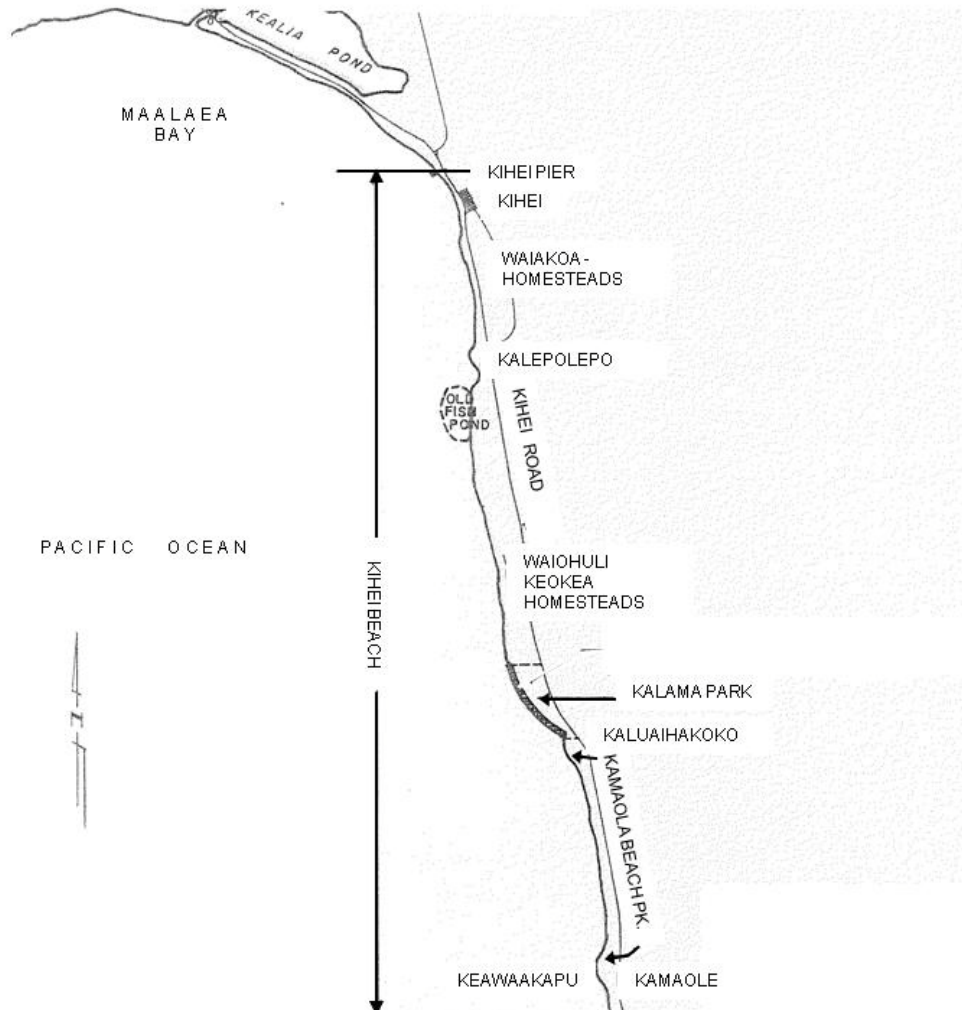 KEALIA
POND
MAALAEA
BAY
KIHEI PIER
KIHEI
WAIAKOA-
HOMESTEADS
KALEPOLEPO
OLD
FISH
POND
KIHEI ROAD
PACIFIC OCEAN
WAIOHULI
KEOKEA
HOMESTEADS
KIHEI BEACH
N
KALAMA PARK
KALUAIHAKOKO
KAMAOLA BEACH PK.
KEAWAAKAPU
KAMAOLE